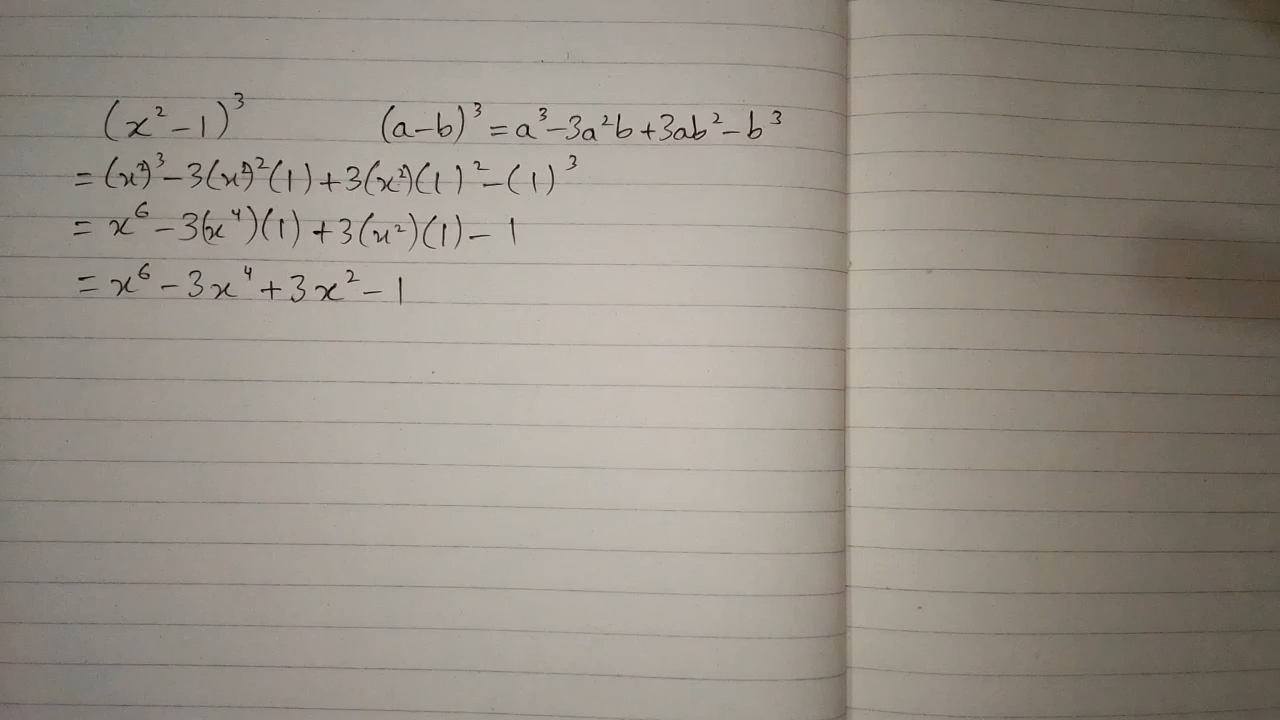 (x²-1)³ (a-b)³ = a³-3a²b+3ab²-b³
= (x²)³-3(x²)²(1)+3(x²)(1)²-(1)³
= x⁶-3(x⁴)(1)+3(x²)(1)-1
= x⁶-3x⁴+3x²-1